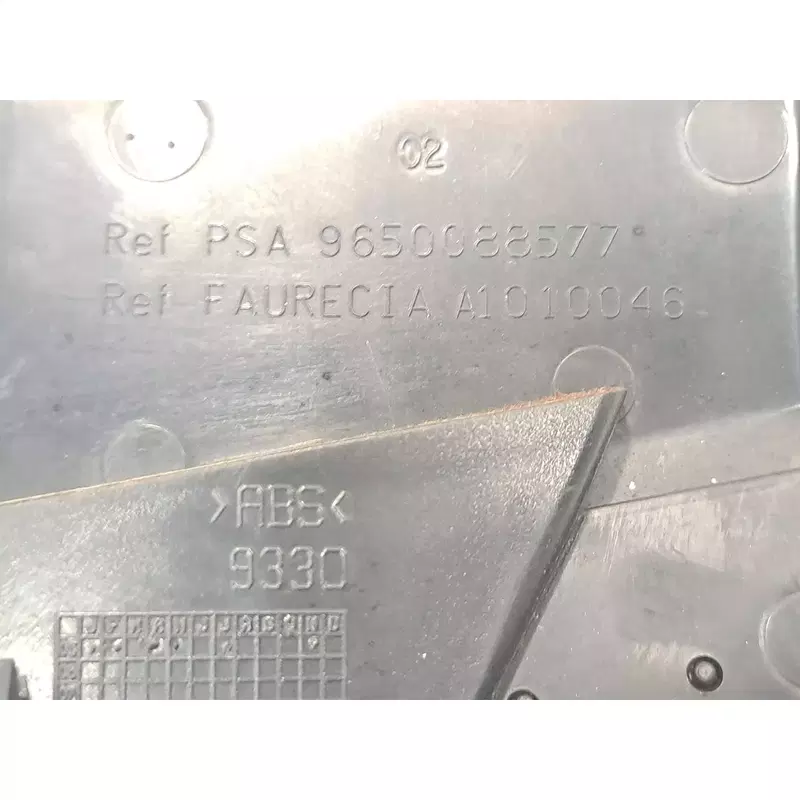 02
Ref PSA 9650088577
Ref FAURECIA A1010046
>ABS<
9330